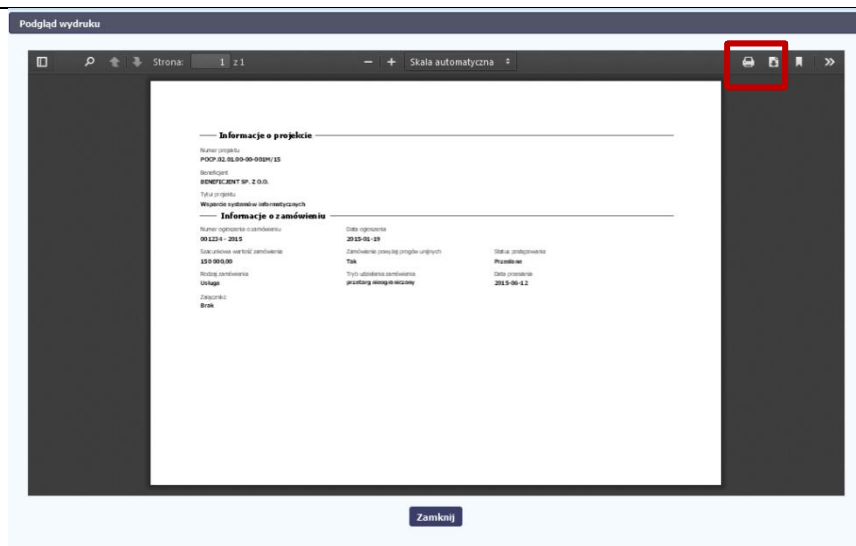 Podgląd wydruku
Strona: 1 z 1 Skala automatyczna
Informacje o projekcie
Numer projektu
POCP.02.01.00-00-001M/15
Beneficjent
BENEFICJENT SP. Z O.O.
Tytuł projektu
Wsparcie systemów informatycznych
Informacje o zamówieniu
Numer ogłoszenia o zamówieniu Data ogłoszenia
001234 - 2015 2015-01-19
Szacunkowa wartość zamówienia Zamówienie powyżej progów unijnych Status postępowania
150 000,00 Tak Przesłane
Rodzaj zamówienia Tryb udzielenia zamówienia Data przesłania
Usługa przetarg nieograniczony 2015-06-12
Załączniki:
Brak
Zamknij